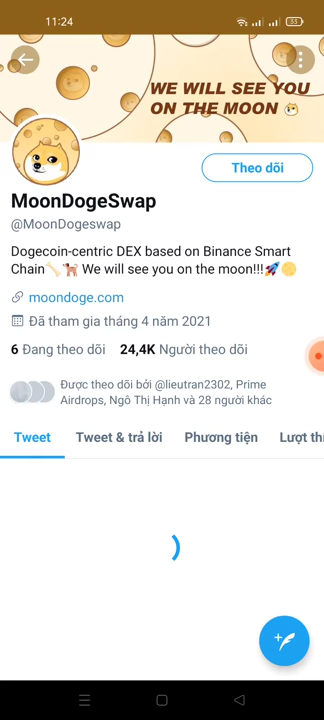 11:24
53
WE WILL SEE YOU
ON THE MOON
Theo dõi
MoonDogeSwap
@MoonDogeswap
Dogecoin-centric DEX based on Binance Smart
Chain🦴🐕 We will see you on the moon!!!🚀🌕
moondoge.com
Đã tham gia tháng 4 năm 2021
6 Đang theo dõi 24,4K Người theo dõi
Được theo dõi bởi @lieutran2302, Prime
Airdrops, Ngô Thị Hạnh và 28 người khác
Tweet Tweet & trả lời Phương tiện Lượt